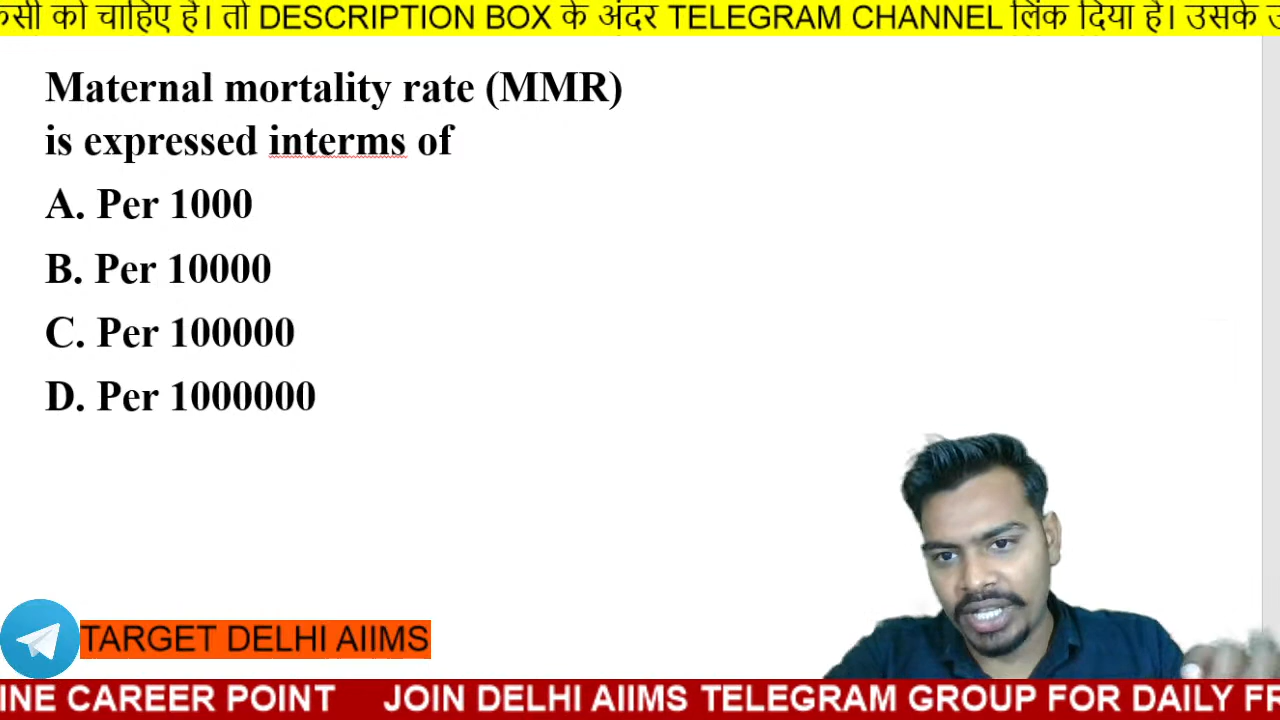 को चाहिए है। तो DESCRIPTION BOX के अंदर TELEGRAM CHANNEL लिंक दिया है। उसके
Maternal mortality rate (MMR)
is expressed interms of
A. Per 1000
B. Per 10000
C. Per 100000
D. Per 1000000
TARGET DELHI AIIMS
INE CAREER POINT JOIN DELHI AIIMS TELEGRAM GROUP FOR DAILY FR